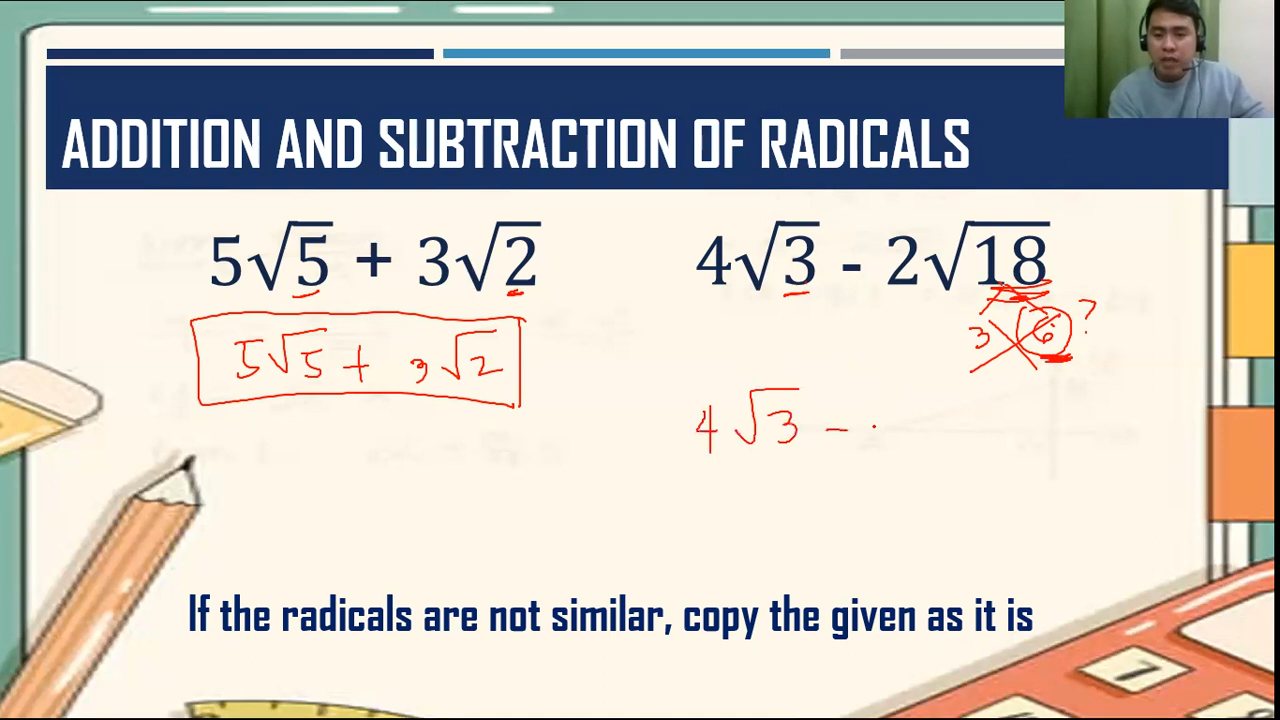 ADDITION AND SUBTRACTION OF RADICALS
5√5 + 3√2
4√3 - 2√18
3 6 ?
5√5 + 3√2
4√3 - 
If the radicals are not similar, copy the given as it is
7